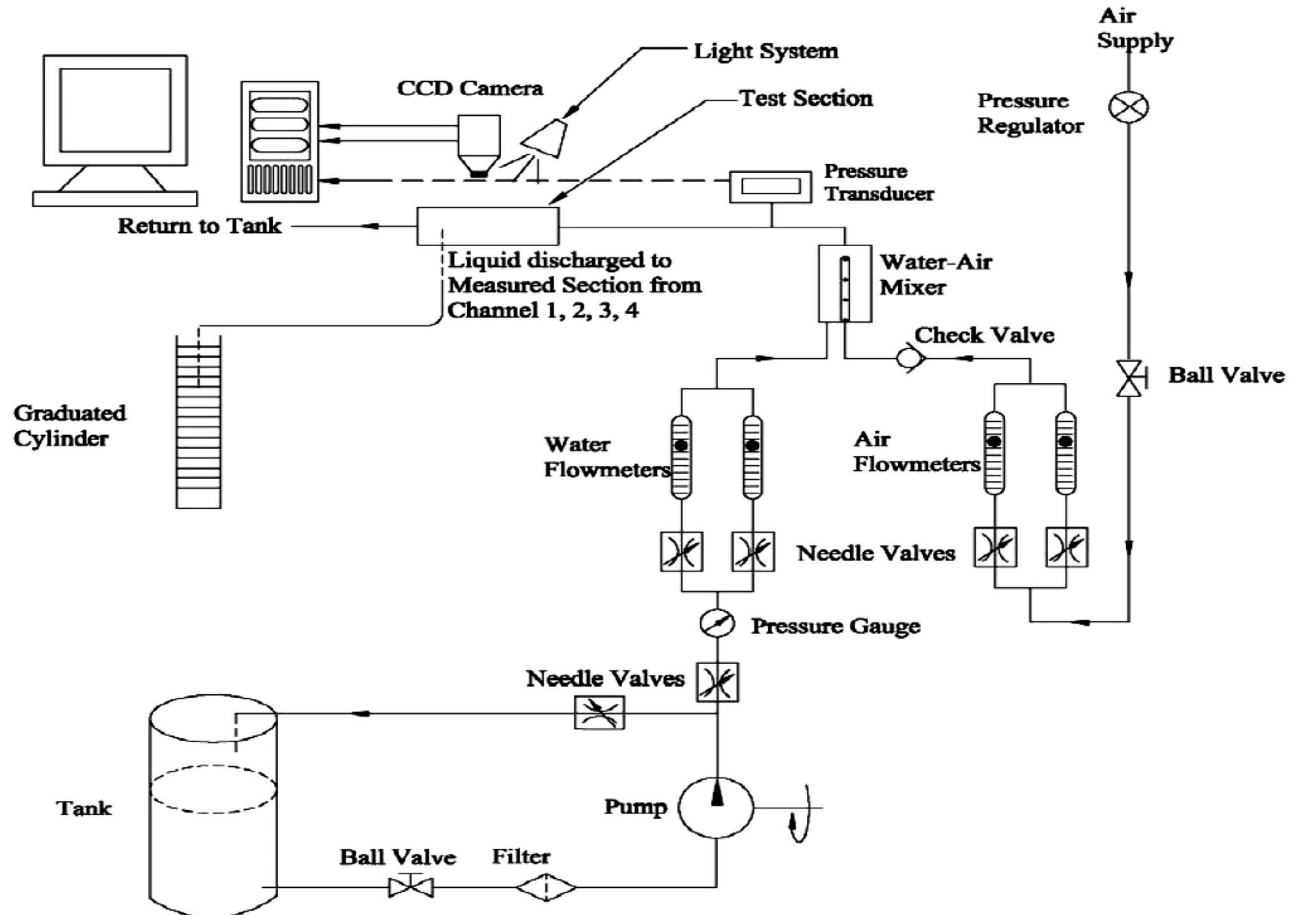 Air
Supply
Light System
CCD Camera
Test Section
Pressure
Regulator
Pressure
Transducer
Return to Tank
Liquid discharged to
Measured Section from
Channel 1, 2, 3, 4
Water-Air
Mixer
Check Valve
Ball Valve
Graduated
Cylinder
Water
Flowmeters
Air
Flowmeters
Needle Valves
Pressure Gauge
Needle Valves
Tank
Pump
Ball Valve
Filter